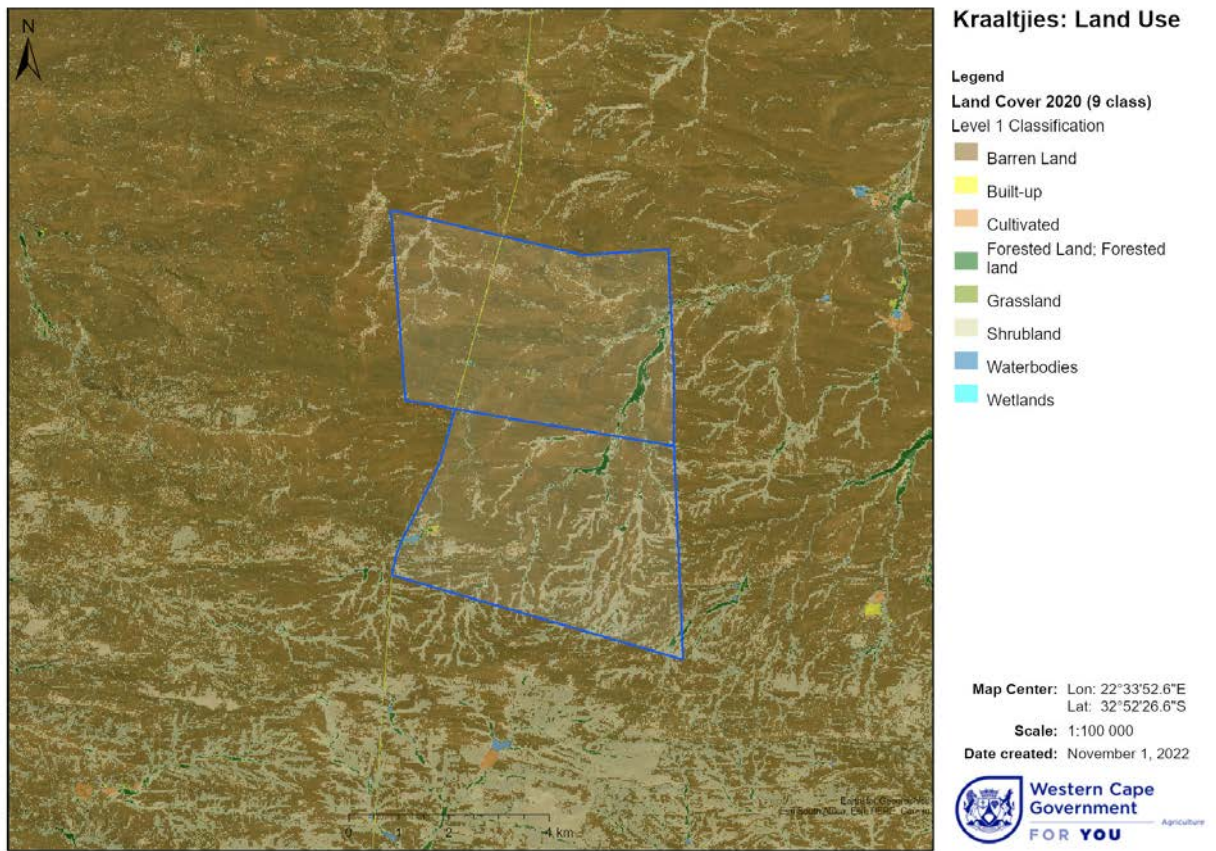 Kraaltjies: Land Use
N
Legend
Land Cover 2020 (9 class)
Level 1 Classification
Barren Land
Built-up
Cultivated
Forested Land; Forested
land
Grassland
Shrubland
Waterbodies
Wetlands
0 1 2 4 km
Map Center: Lon: 22°33'52.6"E
Lat: 32°52'26.6"S
Scale: 1:100 000
Date created: November 1, 2022
Western Cape
Government
Agriculture
FOR YOU